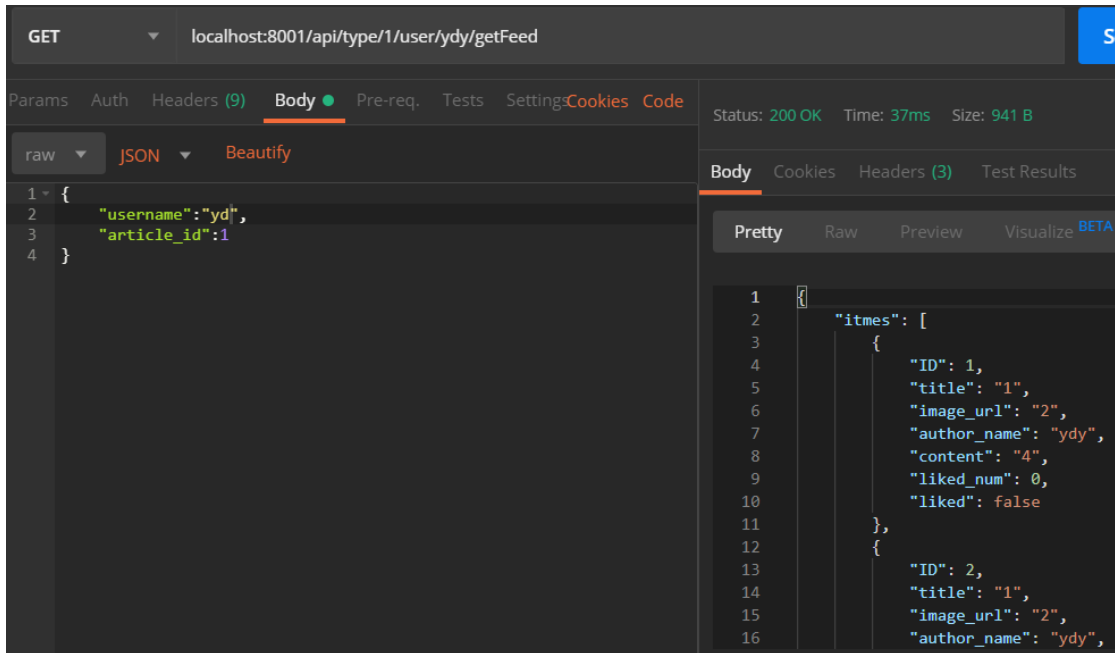 GET localhost:8001/api/type/1/user/ydy/getFeed S
Params Auth Headers (9) Body Pre-req. Tests Settings Cookies Code
raw JSON Beautify
1 {
2 "username":"yd",
3 "article_id":1
4 }
Status: 200 OK Time: 37ms Size: 941 B
Body Cookies Headers (3) Test Results
Pretty Raw Preview Visualize BETA
1 {
2 "itmes": [
3 {
4 "ID": 1,
5 "title": "1",
6 "image_url": "2",
7 "author_name": "ydy",
8 "content": "4",
9 "liked_num": 0,
10 "liked": false
11 },
12 {
13 "ID": 2,
14 "title": "1",
15 "image_url": "2",
16 "author_name": "ydy",